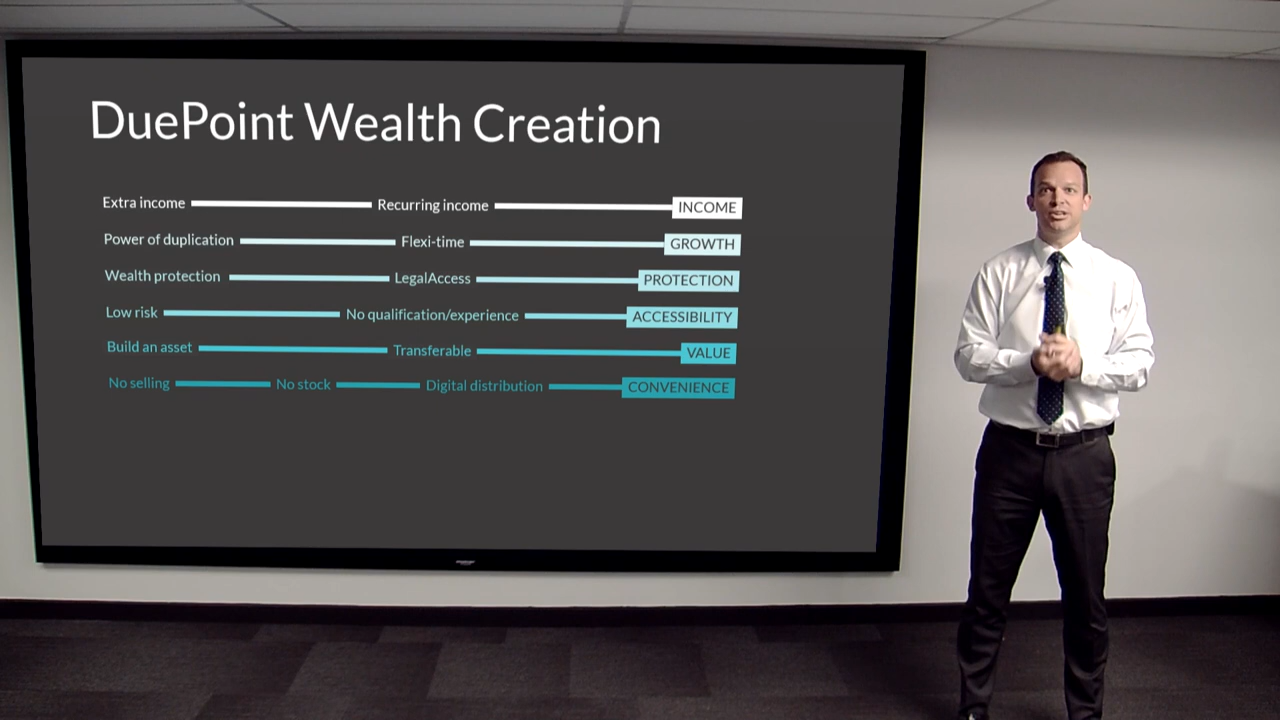 DuePoint Wealth Creation
Extra income Recurring income INCOME
Power of duplication Flexi-time GROWTH
Wealth protection LegalAccess PROTECTION
Low risk No qualification/experience ACCESSIBILITY
Build an asset Transferable VALUE
No selling No stock Digital distribution CONVENIENCE